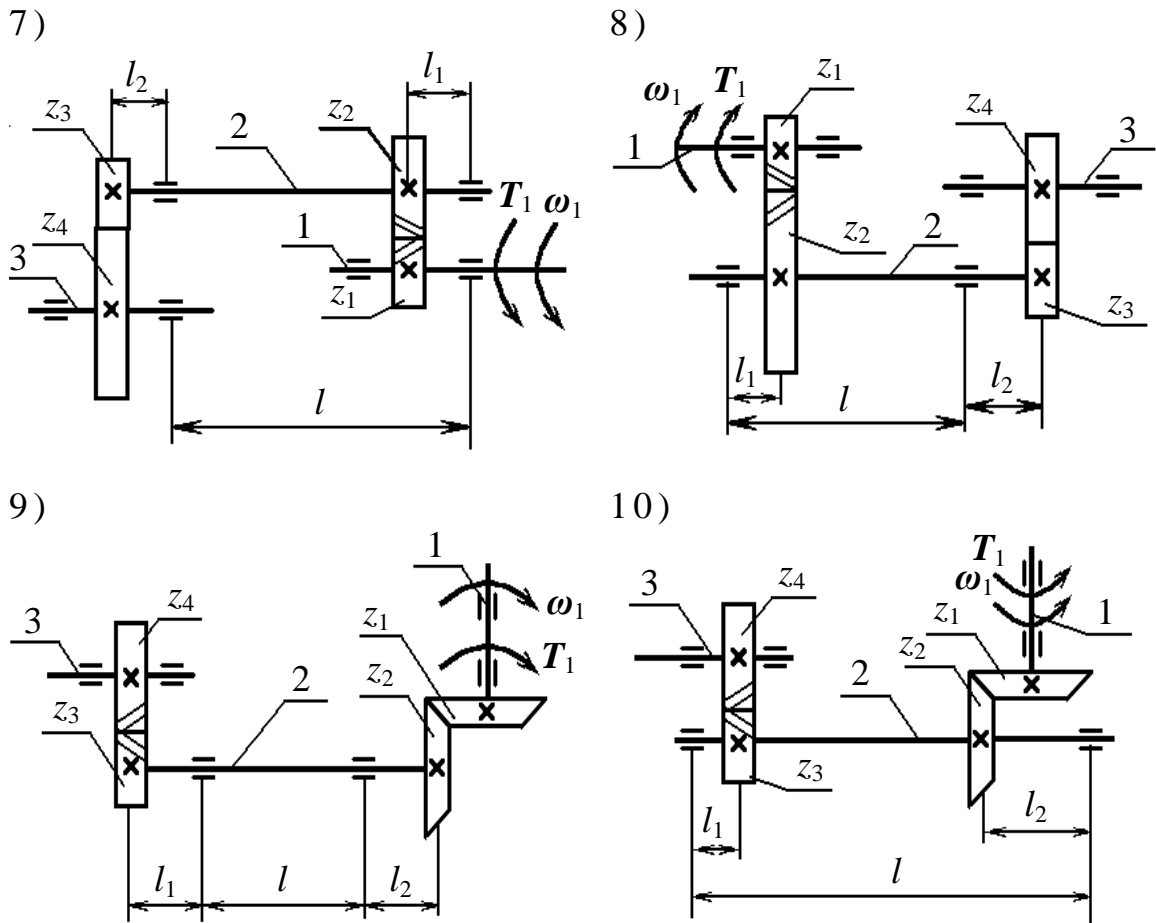 7)
l₂
l₁
z₃
z₂
2
T₁
ω₁
z₄
1
3
z₁
l
8)
z₁
ω₁
T₁
z₄
1
3
z₂
2
z₃
l₁
l₂
l
9)
1
ω₁
z₄
z₁
3
T₁
z₂
z₃
2
l₁
l
l₂
10)
T₁
z₄
ω₁
1
z₁
3
z₂
2
z₃
l₁
l₂
l